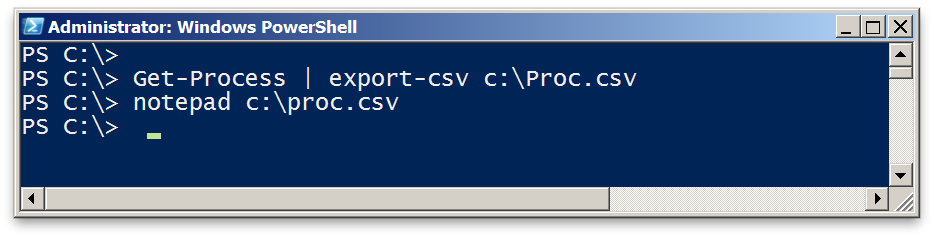 Administrator: Windows PowerShell
PS C:\>
PS C:\> Get-Process | export-csv c:\Proc.csv
PS C:\> notepad c:\proc.csv
PS C:\>